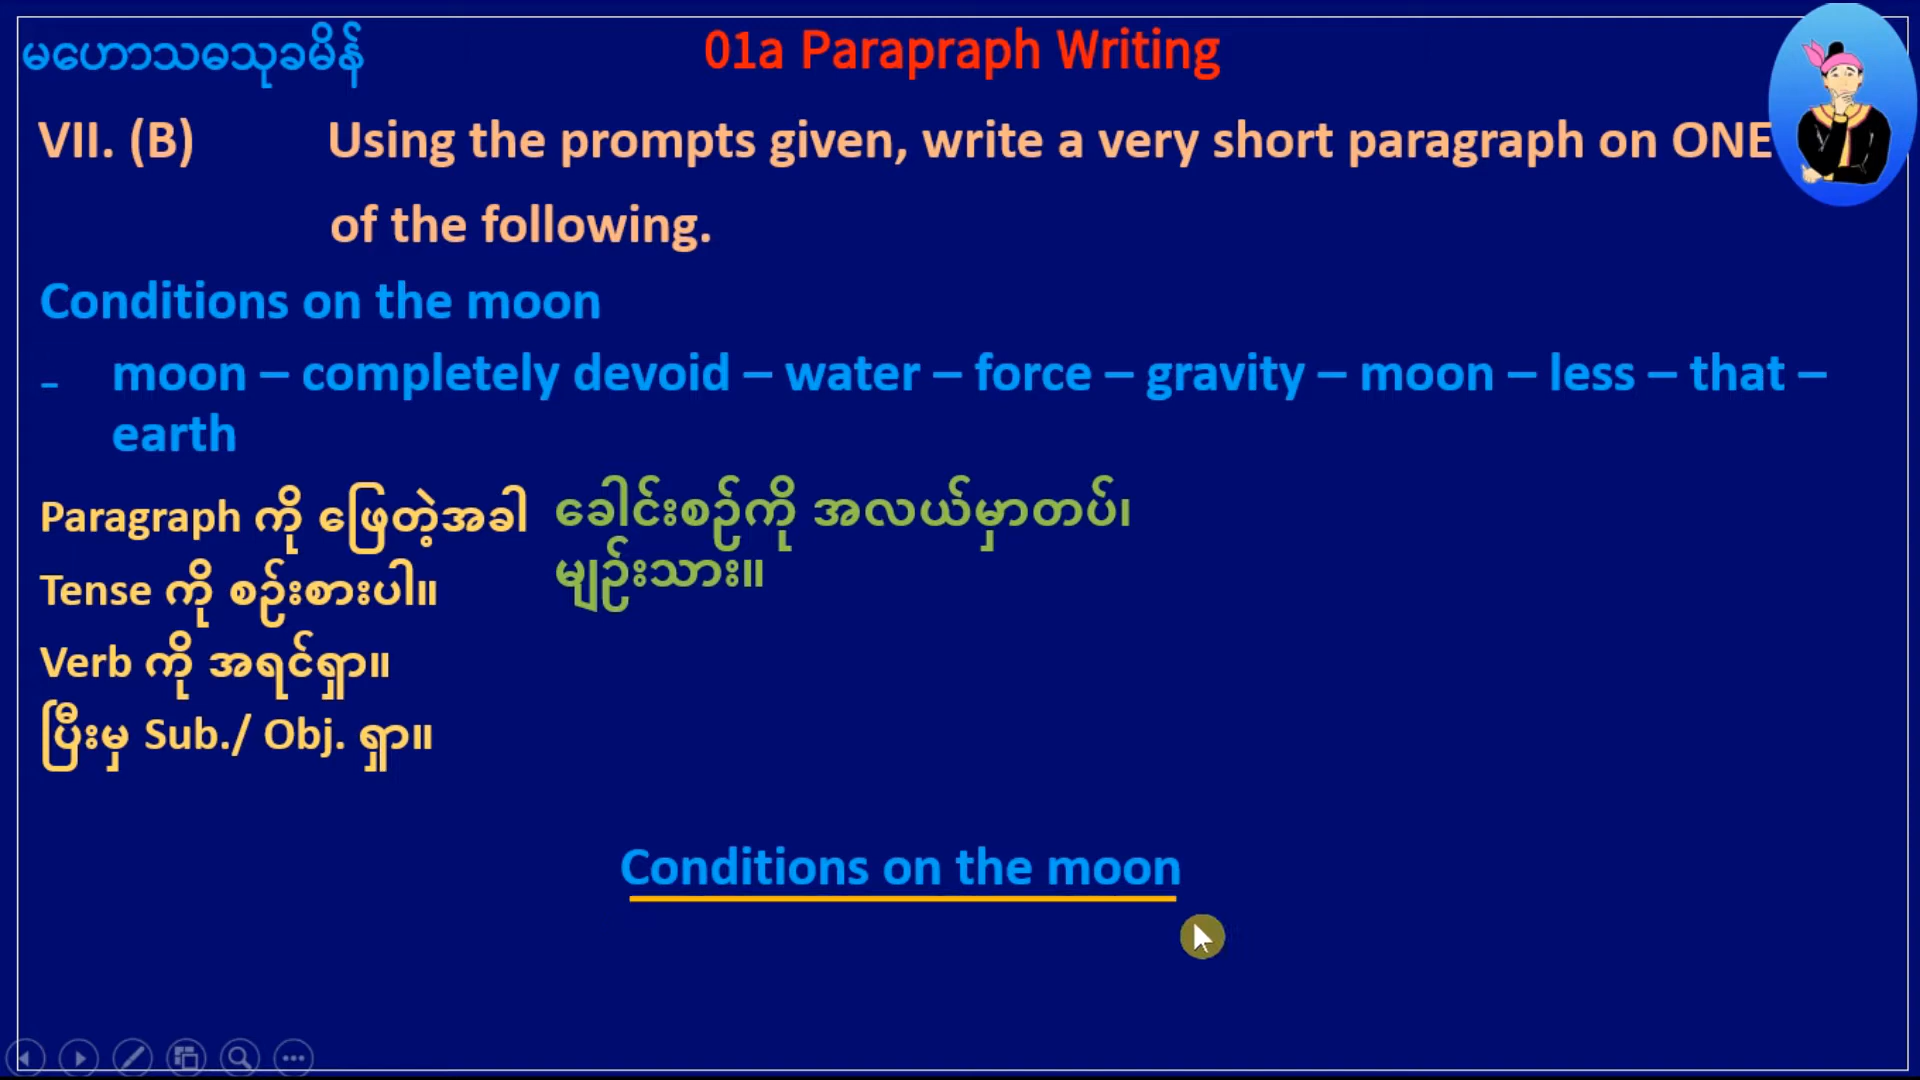 မဟောသဓသုခမိန်
01a Parapraph Writing
VII. (B) Using the prompts given, write a very short paragraph on ONE
of the following.
Conditions on the moon
- moon – completely devoid – water – force – gravity – moon – less – that –
earth
Paragraph ကို ဖြေတဲ့အခါ
Tense ကို စဉ်းစားပါ။
Verb ကို အရင်ရှာ။
ပြီးမှ Sub./ Obj. ရှာ။
ခေါင်းစဉ်ကို အလယ်မှာတပ်၊
မျဉ်းသား။
Conditions on the moon